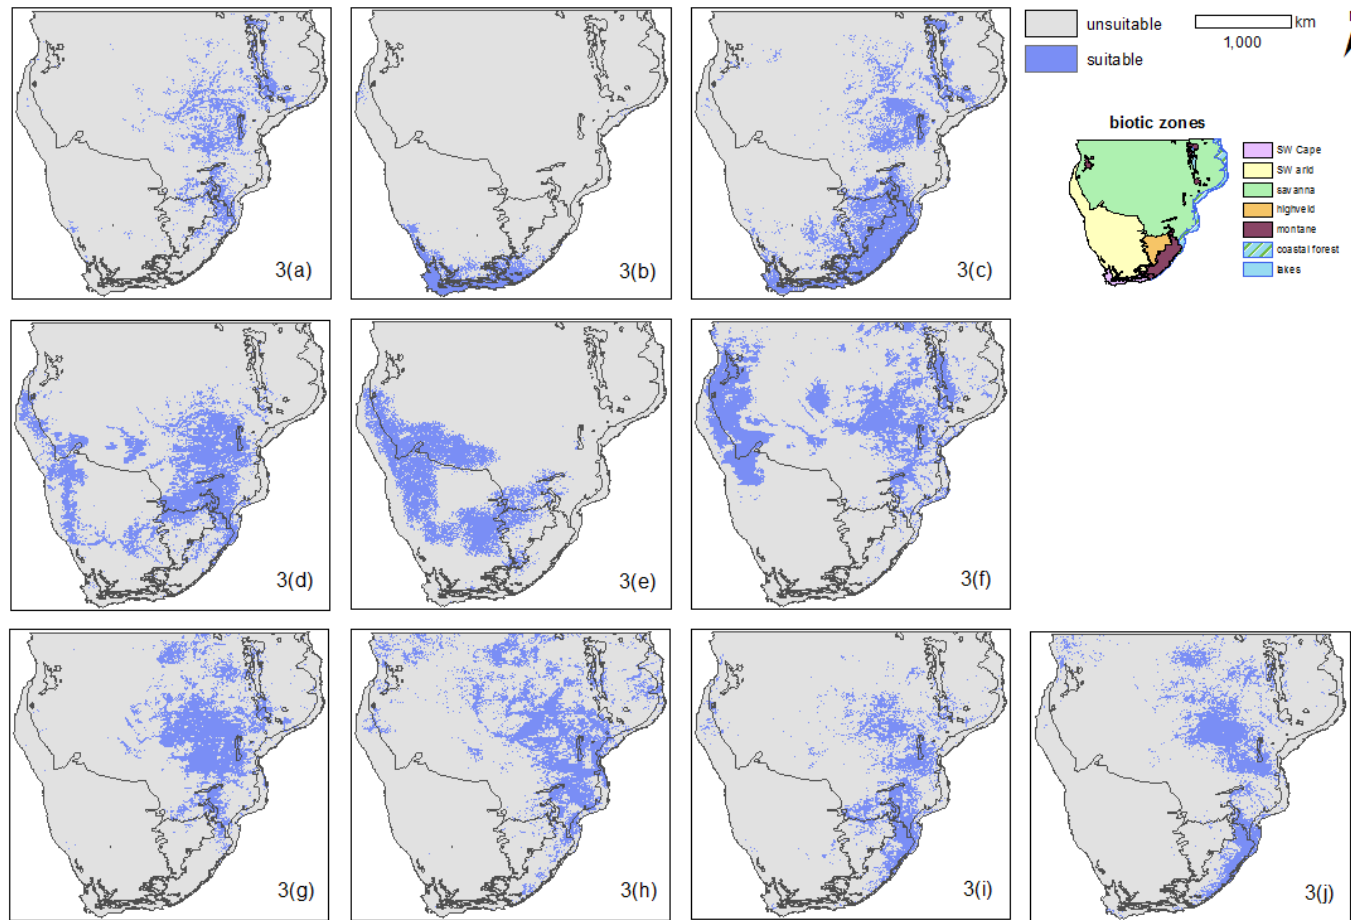 unsuitable
suitable
km
1,000
biotic zones
SW Cape
SW arid
savanna
highveld
montane
coastal forest
lakes
3(a)
3(b)
3(c)
3(d)
3(e)
3(f)
3(g)
3(h)
3(i)
3(j)